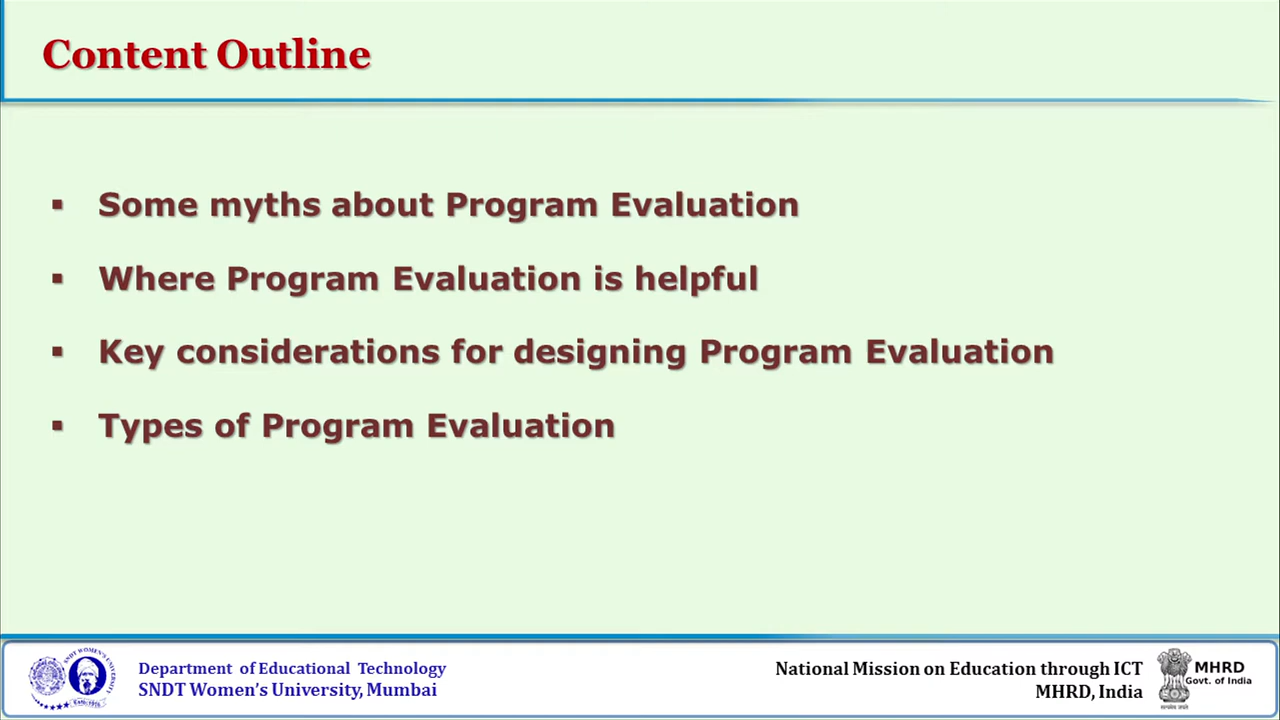 Content Outline
▪ Some myths about Program Evaluation
▪ Where Program Evaluation is helpful
▪ Key considerations for designing Program Evaluation
▪ Types of Program Evaluation
Department of Educational Technology
SNDT Women's University, Mumbai
National Mission on Education through ICT
MHRD, India
MHRD
Govt. of India